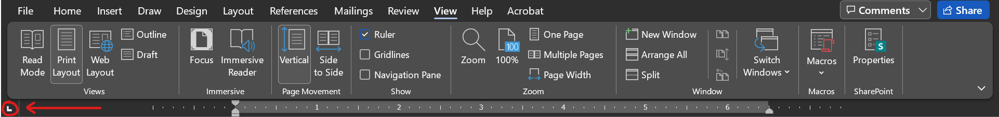 File Home Insert Draw Design Layout References Mailings Review View Help Acrobat Comments Share
Read Mode
Print Layout
Web Layout
Outline
Draft
Views
Focus
Immersive Reader
Immersive
Vertical
Side to Side
Page Movement
Ruler
Gridlines
Navigation Pane
Show
Zoom
100
100%
One Page
Multiple Pages
Page Width
Zoom
New Window
Arrange All
Split
Switch Windows
Window
Macros
Macros
S
Properties
SharePoint
1 2 3 4 5 6